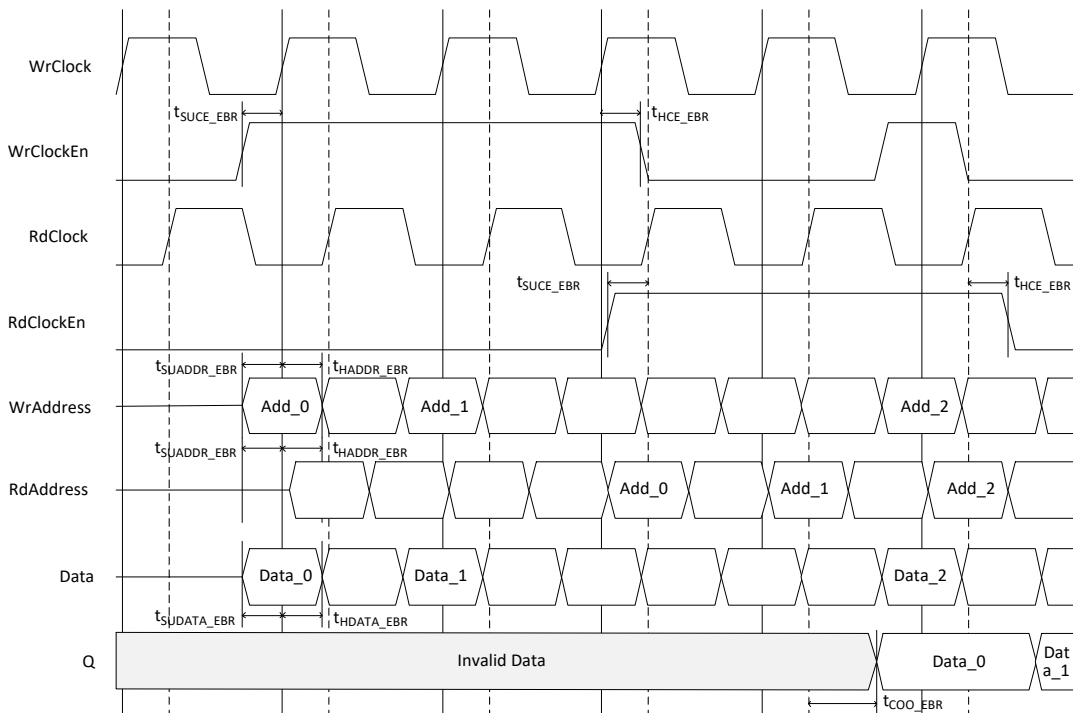 WrClock
tSUCE_EBR
tHCE_EBR
WrClockEn
RdClock
tSUCE_EBR
tHCE_EBR
RdClockEn
tSUADDR_EBR
tHADDR_EBR
WrAddress
Add_0
Add_1
Add_2
tSUADDR_EBR
tHADDR_EBR
RdAddress
Add_0
Add_1
Add_2
Data
Data_0
Data_1
Data_2
tSUDATA_EBR
tHDATA_EBR
Q
Invalid Data
Data_0
Dat
a_1
tCOO_EBR